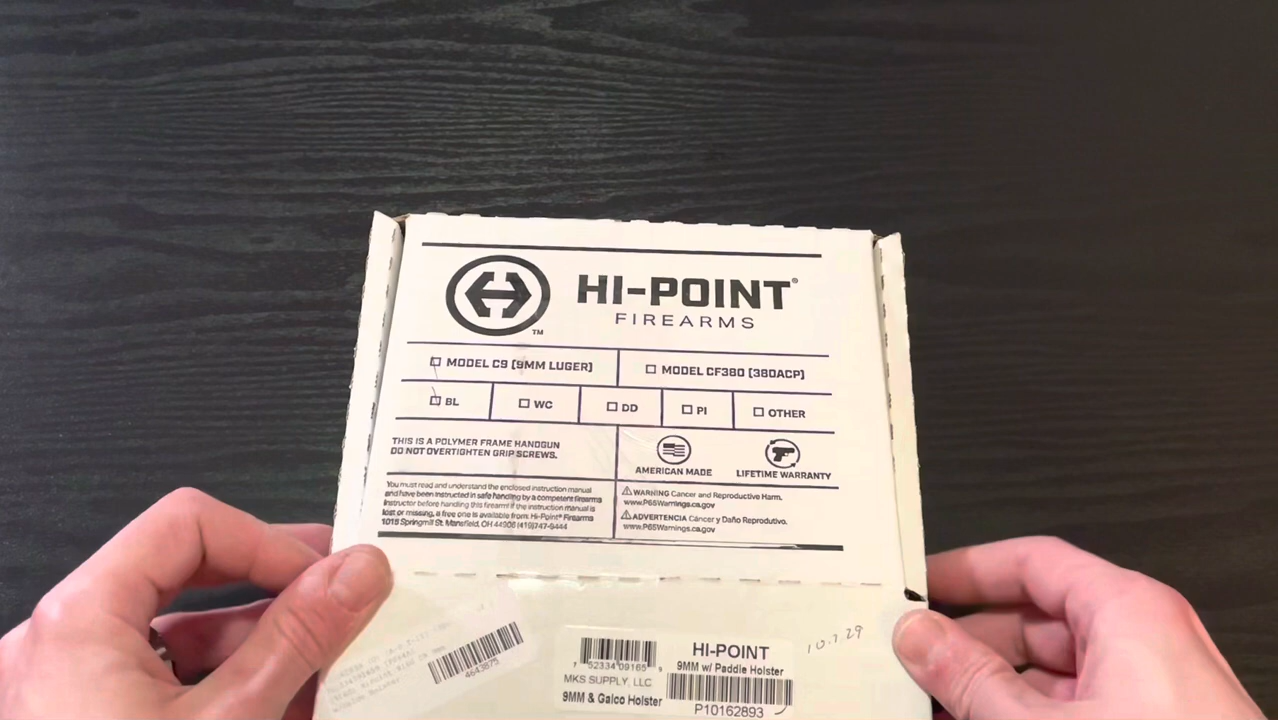 HI-POINT®
FIREARMS
TM
MODEL C9 (9MM LUGER)
MODEL CF380 (380ACP)
BL
WC
DD
PI
OTHER
THIS IS A POLYMER FRAME HANDGUN
DO NOT OVERTIGHTEN GRIP SCREWS.
AMERICAN MADE
LIFETIME WARRANTY
You must read and understand the enclosed instruction manual
and have been instructed in safe handling by a competent firearms
instructor before handling this firearm! If the instruction manual is
lost or missing, a free one is available from: Hi-Point® Firearms
1015 Springmill St. Mansfield, OH 44906 (419)747-9444
WARNING Cancer and Reproductive Harm.
www.P65Warnings.ca.gov
ADVERTENCIA Cáncer y Daño Reproductivo.
www.P65Warnings.ca.gov
4643875
7 52334 09165 9
MKS SUPPLY, LLC
9MM & Galco Holster
HI-POINT
9MM w/ Paddle Holster
P10162893